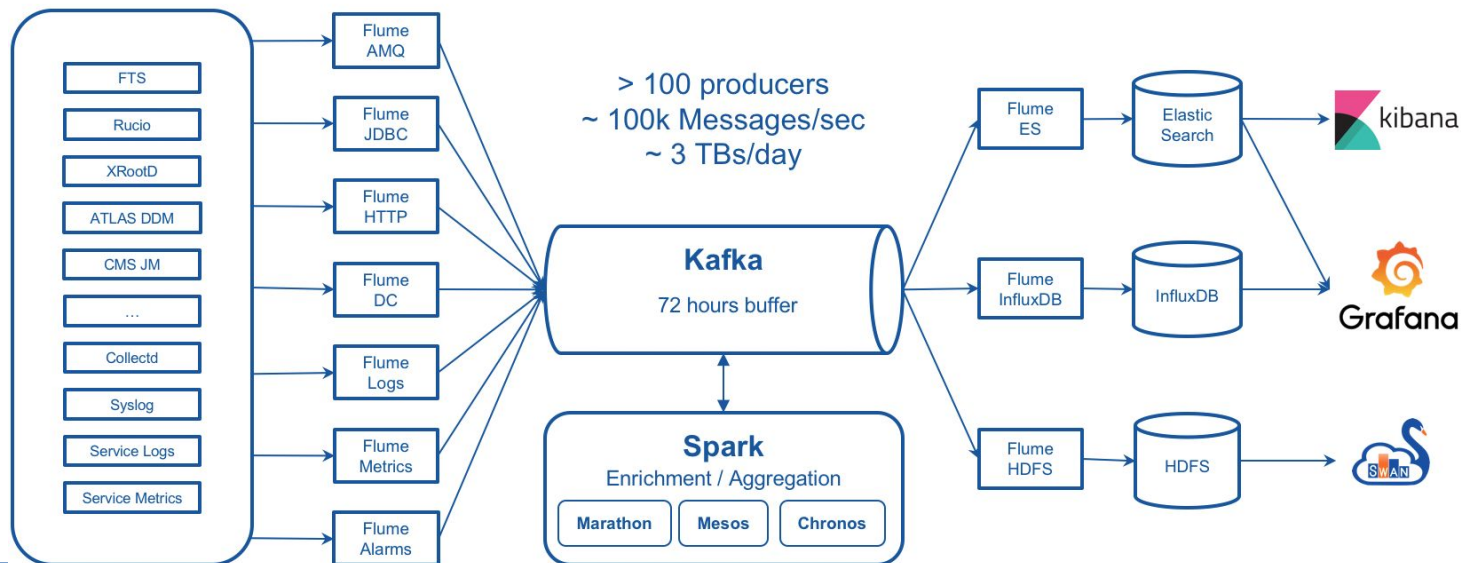 FTS
Rucio
XRootD
ATLAS DDM
CMS JM
...
Collectd
Syslog
Service Logs
Service Metrics
Flume
AMQ
Flume
JDBC
Flume
HTTP
Flume
DC
Flume
Logs
Flume
Metrics
Flume
Alarms
> 100 producers
~ 100k Messages/sec
~ 3 TBs/day
Kafka
72 hours buffer
Spark
Enrichment / Aggregation
Marathon
Mesos
Chronos
Flume
ES
Flume
InfluxDB
Flume
HDFS
Elastic
Search
InfluxDB
HDFS
kibana
Grafana
SWAN